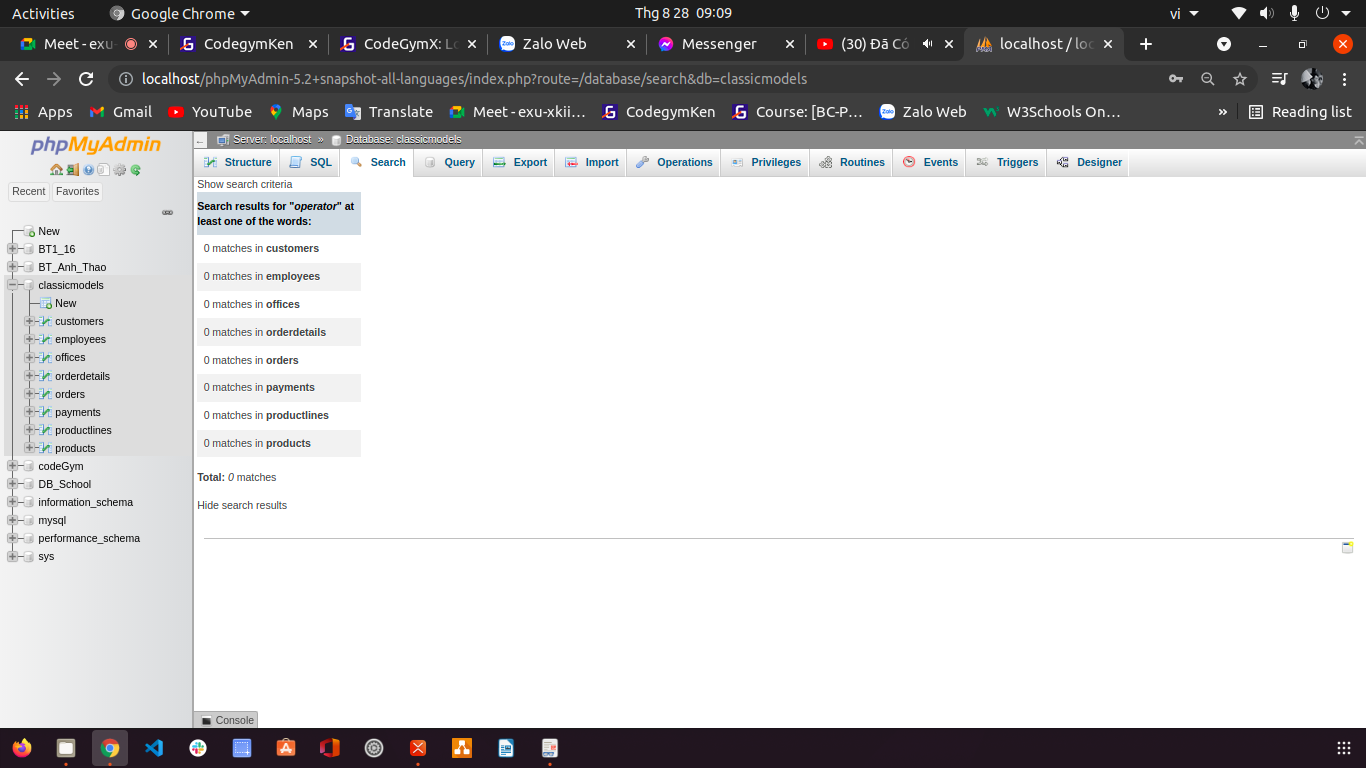 Activities
Google Chrome
Thg 8 28 09:09
vi
Meet - exu-
CodegymKen
CodeGymX: Lo
Zalo Web
Messenger
(30) Đã Có
localhost / loc
localhost/phpMyAdmin-5.2+snapshot-all-languages/index.php?route=/database/search&db=classicmodels
Apps
Gmail
YouTube
Maps
Translate
Meet - exu-xkii...
CodegymKen
Course: [BC-P...
Zalo Web
W3Schools On...
»
Reading list
phpMyAdmin
Recent
Favorites
New
BT1_16
BT_Anh_Thao
classicmodels
New
customers
employees
offices
orderdetails
orders
payments
productlines
products
codeGym
DB_School
information_schema
mysql
performance_schema
sys
Server: localhost » Database: classicmodels
Structure
SQL
Search
Query
Export
Import
Operations
Privileges
Routines
Events
Triggers
Designer
Show search criteria
Search results for "operator" at
least one of the words:
0 matches in customers
0 matches in employees
0 matches in offices
0 matches in orderdetails
0 matches in orders
0 matches in payments
0 matches in productlines
0 matches in products
Total: 0 matches
Hide search results
Console